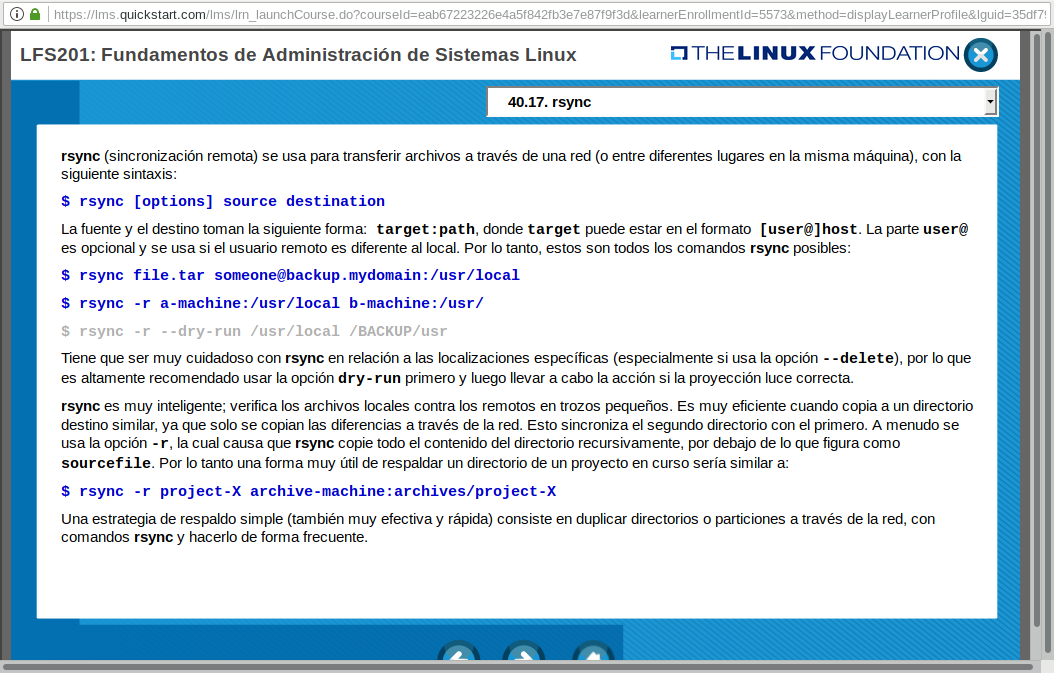 https://lms.quickstart.com/lms/lrn_launchCourse.do?courseId=eab67223226e4a5f842fb3e7e87f9f3d&learnerEnrollmentId=5573&method=displayLearnerProfile&lguid=35df79
LFS201: Fundamentos de Administración de Sistemas Linux
THE LINUX FOUNDATION
40.17. rsync
rsync (sincronización remota) se usa para transferir archivos a través de una red (o entre diferentes lugares en la misma máquina), con la
siguiente sintaxis:
$ rsync [options] source destination
La fuente y el destino toman la siguiente forma: target:path, donde target puede estar en el formato [user@]host. La parte user@
es opcional y se usa si el usuario remoto es diferente al local. Por lo tanto, estos son todos los comandos rsync posibles:
$ rsync file.tar someone@backup.mydomain:/usr/local
$ rsync -r a-machine:/usr/local b-machine:/usr/
$ rsync -r --dry-run /usr/local /BACKUP/usr
Tiene que ser muy cuidadoso con rsync en relación a las localizaciones específicas (especialmente si usa la opción --delete), por lo que
es altamente recomendado usar la opción dry-run primero y luego llevar a cabo la acción si la proyección luce correcta.
rsync es muy inteligente; verifica los archivos locales contra los remotos en trozos pequeños. Es muy eficiente cuando copia a un directorio
destino similar, ya que solo se copian las diferencias a través de la red. Esto sincroniza el segundo directorio con el primero. A menudo se
usa la opción -r, la cual causa que rsync copie todo el contenido del directorio recursivamente, por debajo de lo que figura como
sourcefile. Por lo tanto una forma muy útil de respaldar un directorio de un proyecto en curso sería similar a:
$ rsync -r project-X archive-machine:archives/project-X
Una estrategia de respaldo simple (también muy efectiva y rápida) consiste en duplicar directorios o particiones a través de la red, con
comandos rsync y hacerlo de forma frecuente.